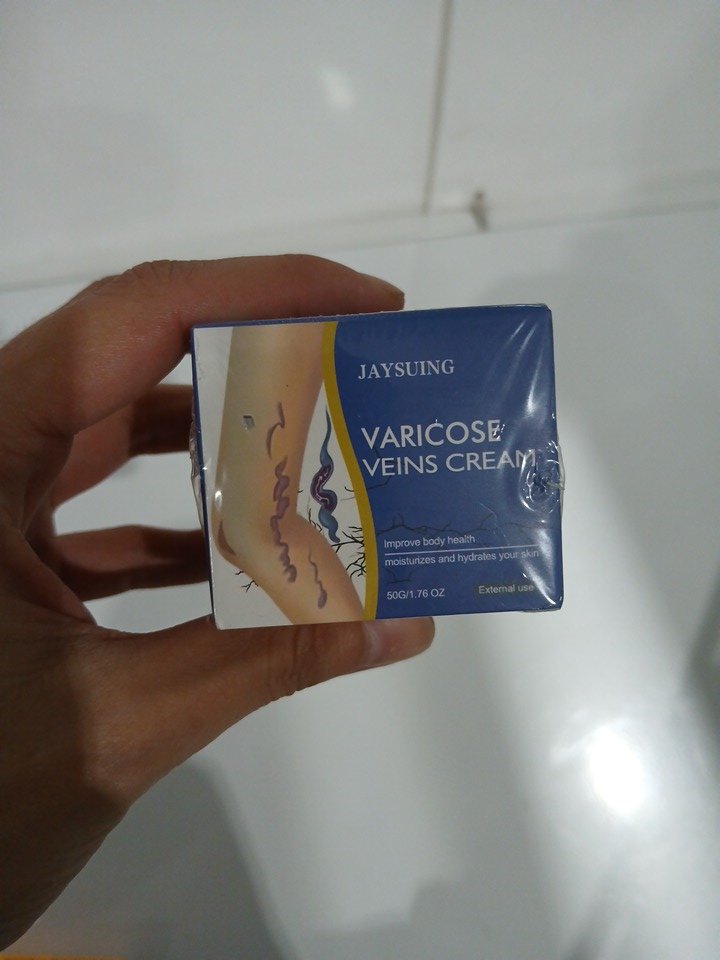 JAYSUING
VARICOSE
VEINS CREAM
Improve body health
moisturizes and hydrates your skin
50G/1.76 OZ
External use